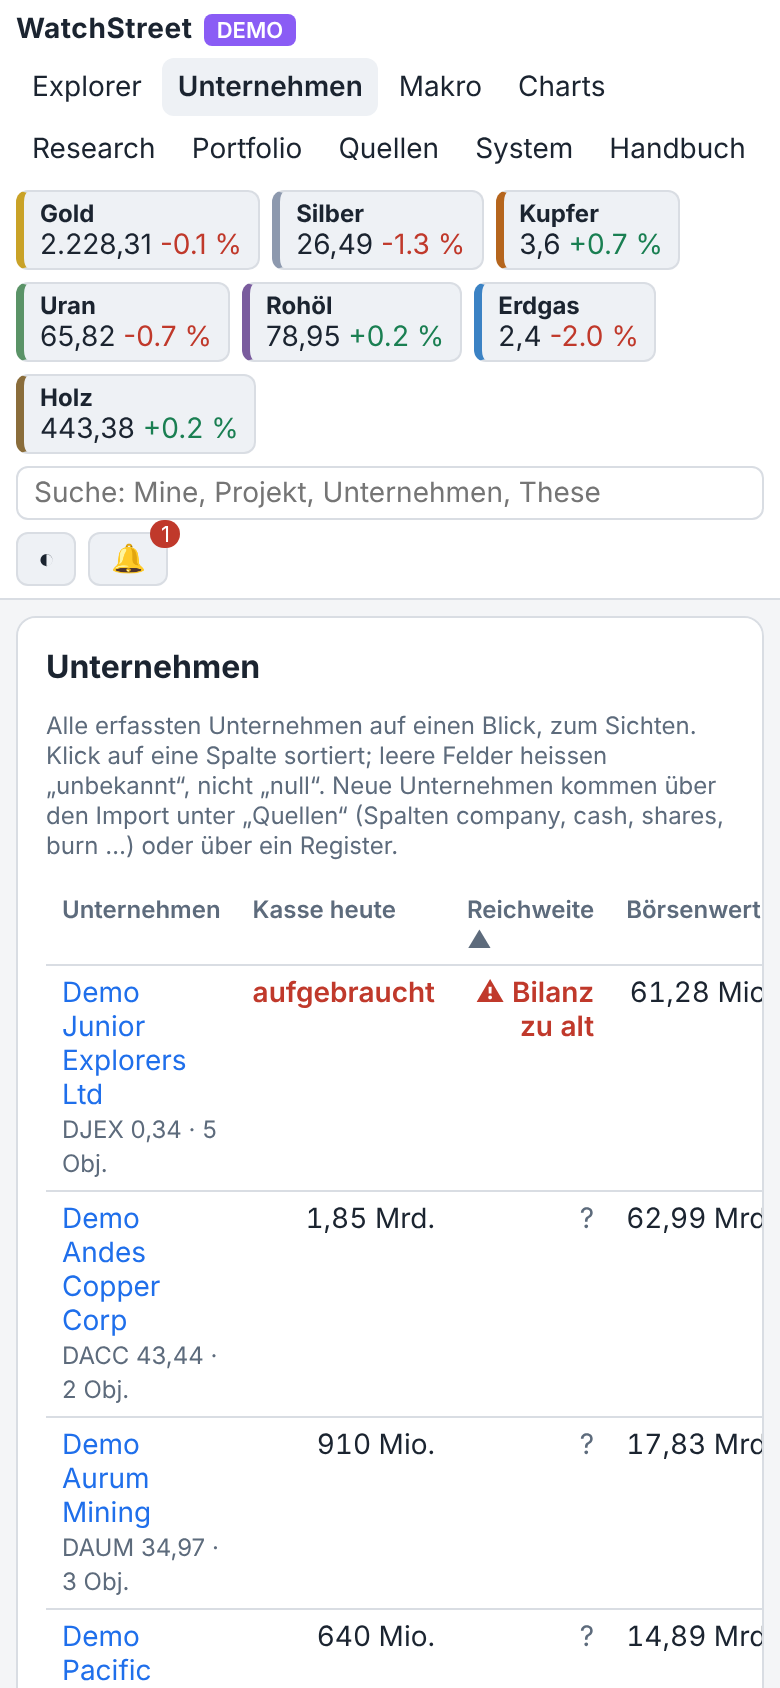 WatchStreet DEMO
Explorer Unternehmen Makro Charts
Research Portfolio Quellen System Handbuch
Gold Silber Kupfer
2.228,31 -0.1 % 26,49 -1.3 % 3,6 +0.7 %
Uran Rohöl Erdgas
65,82 -0.7 % 78,95 +0.2 % 2,4 -2.0 %
Holz
443,38 +0.2 %
Suche: Mine, Projekt, Unternehmen, These
1
Unternehmen
Alle erfassten Unternehmen auf einen Blick, zum Sichten.
Klick auf eine Spalte sortiert; leere Felder heissen
„unbekannt“, nicht „null“. Neue Unternehmen kommen über
den Import unter „Quellen“ (Spalten company, cash, shares,
burn ...) oder über ein Register.
Unternehmen Kasse heute Reichweite Börsenwert
▲
Demo aufgebraucht ⚠ Bilanz 61,28 Mio
Junior zu alt
Explorers
Ltd
DJEX 0,34 · 5
Obj.
Demo 1,85 Mrd. ? 62,99 Mrd
Andes
Copper
Corp
DACC 43,44 ·
2 Obj.
Demo 910 Mio. ? 17,83 Mrd
Aurum
Mining
DAUM 34,97 ·
3 Obj.
Demo 640 Mio. ? 14,89 Mrd
Pacific